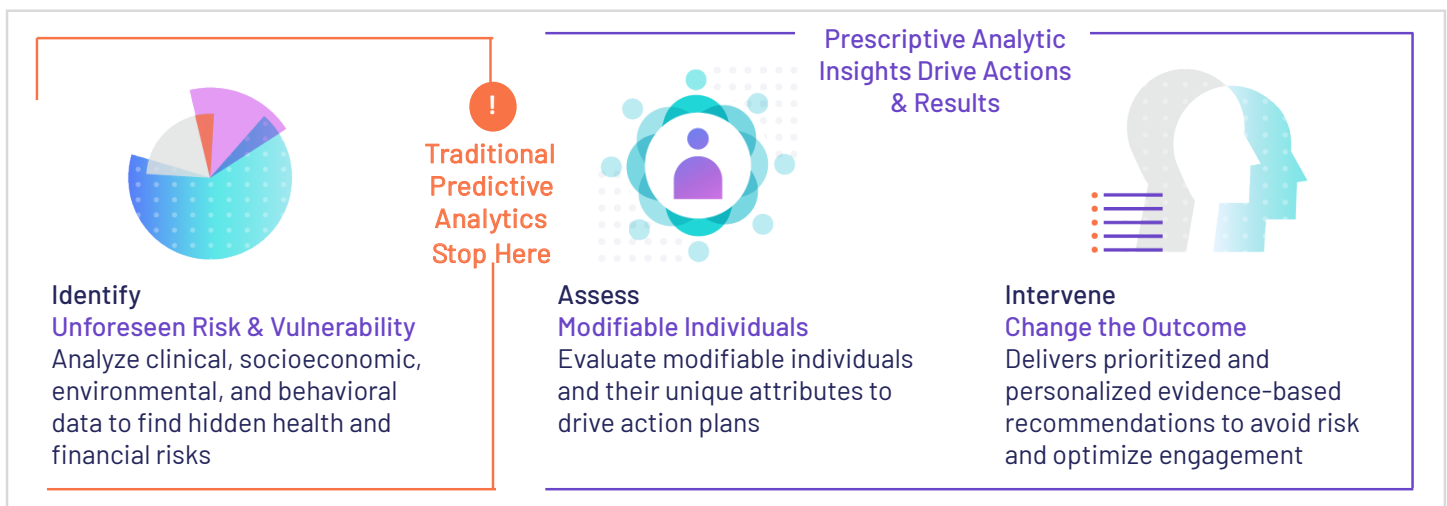 Prescriptive Analytic
Insights Drive Actions
& Results
!
Traditional
Predictive
Analytics
Stop Here
Identify
Unforeseen Risk & Vulnerability
Analyze clinical, socioeconomic,
environmental, and behavioral
data to find hidden health and
financial risks
Assess
Modifiable Individuals
Evaluate modifiable individuals
and their unique attributes to
drive action plans
Intervene
Change the Outcome
Delivers prioritized and
personalized evidence-based
recommendations to avoid risk
and optimize engagement